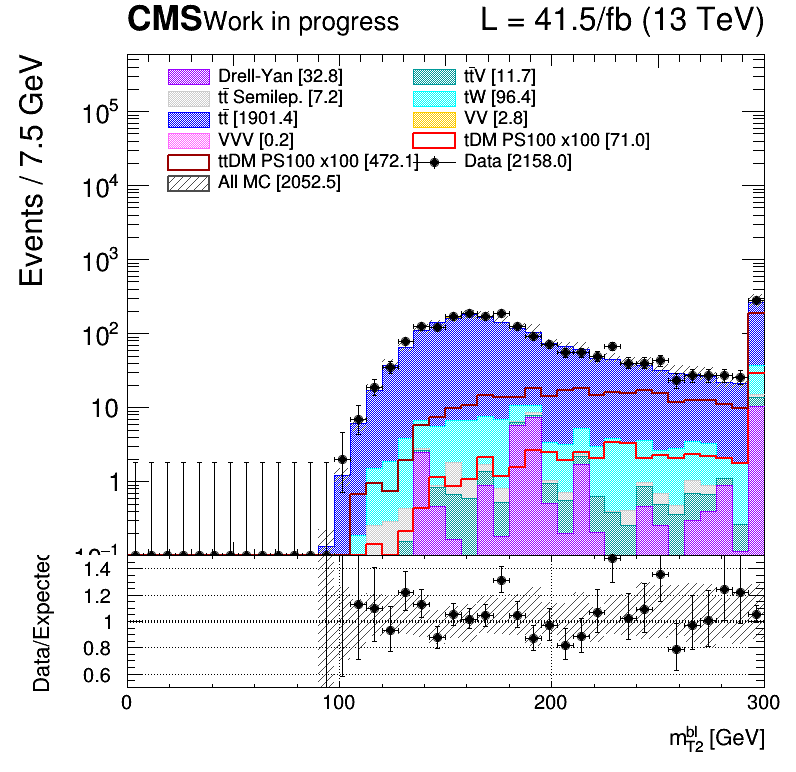 CMS Work in progress L = 41.5/fb (13 TeV)
Events / 7.5 GeV
Drell-Yan [32.8] tt̄V [11.7]
tt̄ Semilep. [7.2] tW [96.4]
tt̄ [1901.4] VV [2.8]
VVV [0.2] tDM PS100 x100 [71.0]
ttDM PS100 x100 [472.1] Data [2158.0]
All MC [2052.5]
10⁵
10⁴
10³
10²
10
1
10⁻¹
Data/Expected
1.4
1.2
1
0.8
0.6
0 100 200 300
m_{T2}^{bl} [GeV]